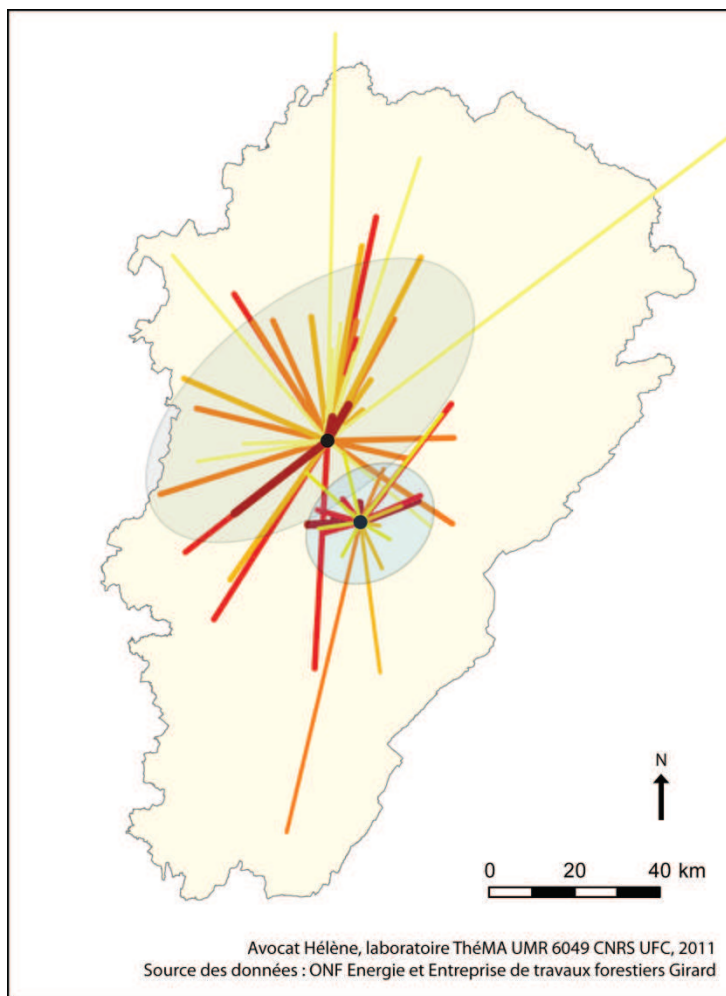 N
0 20 40 km
Avocat Hélène, laboratoire ThéMA UMR 6049 CNRS UFC, 2011
Source des données : ONF Energie et Entreprise de travaux forestiers Girard